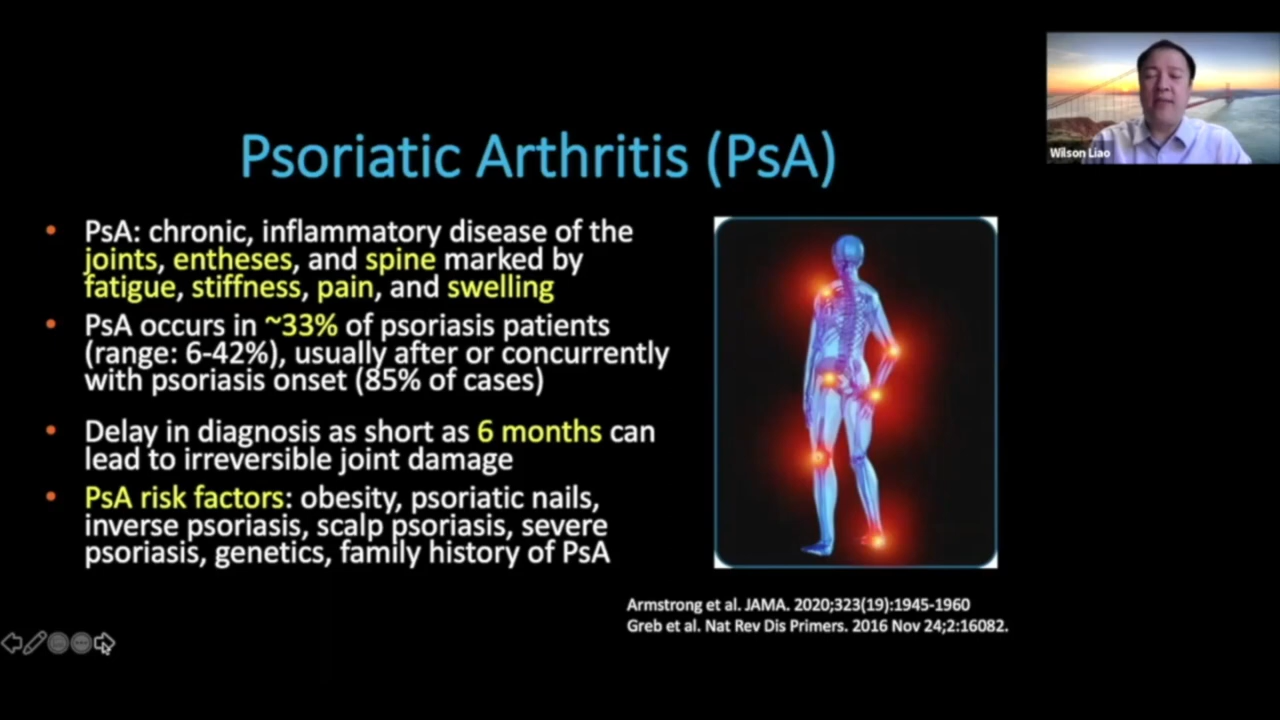 Psoriatic Arthritis (PsA)
Wilson Liao
• PsA: chronic, inflammatory disease of the
joints, entheses, and spine marked by
fatigue, stiffness, pain, and swelling
• PsA occurs in ~33% of psoriasis patients
(range: 6-42%), usually after or concurrently
with psoriasis onset (85% of cases)
• Delay in diagnosis as short as 6 months can
lead to irreversible joint damage
• PsA risk factors: obesity, psoriatic nails,
inverse psoriasis, scalp psoriasis, severe
psoriasis, genetics, family history of PsA
Armstrong et al. JAMA. 2020;323(19):1945-1960
Greb et al. Nat Rev Dis Primers. 2016 Nov 24;2:16082.